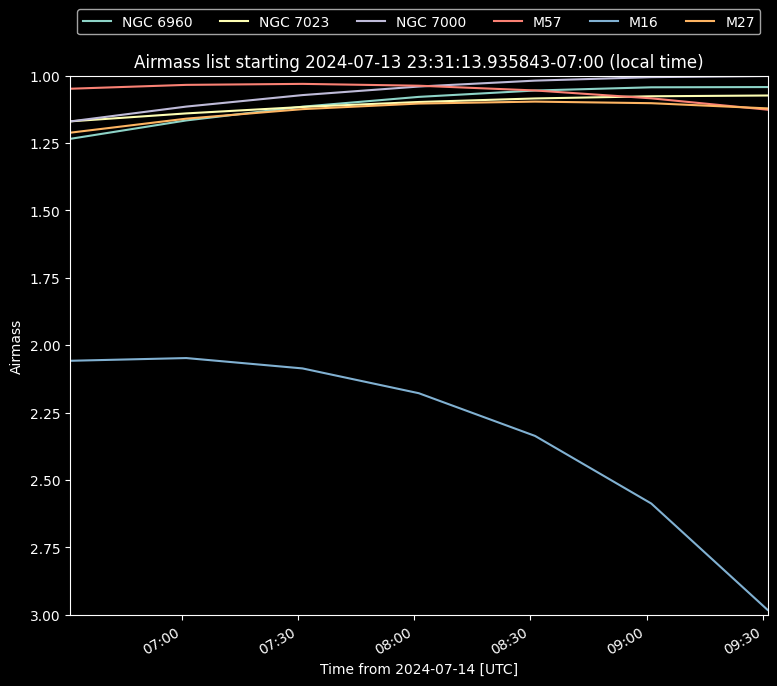 NGC 6960 NGC 7023 NGC 7000 M57 M16 M27
Airmass list starting 2024-07-13 23:31:13.935843-07:00 (local time)
1.00
1.25
1.50
1.75
2.00
2.25
2.50
2.75
3.00
Airmass
07:00 07:30 08:00 08:30 09:00 09:30
Time from 2024-07-14 [UTC]